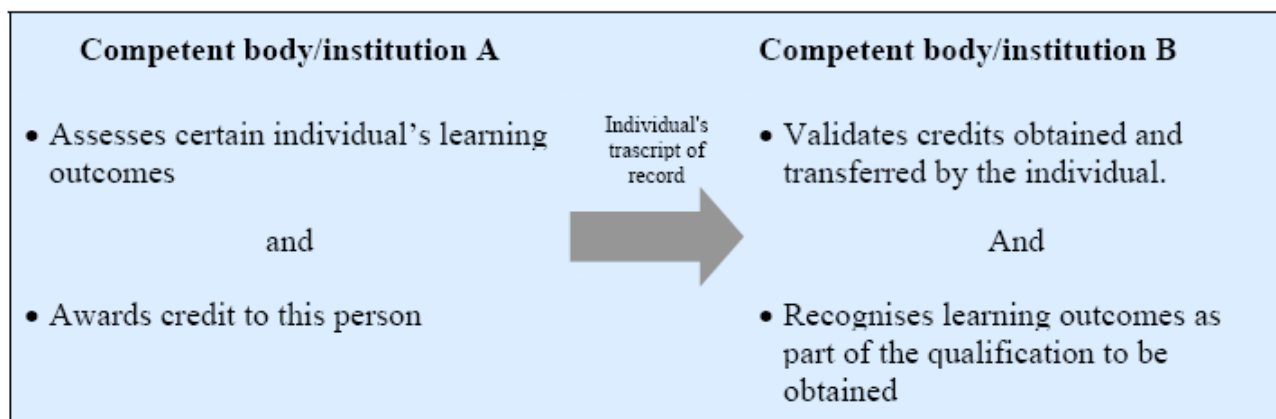 Competent body/institution A
• Assesses certain individual's learning
outcomes
and
• Awards credit to this person
Individual's
trascript of
record
Competent body/institution B
• Validates credits obtained and
transferred by the individual.
And
• Recognises learning outcomes as
part of the qualification to be
obtained